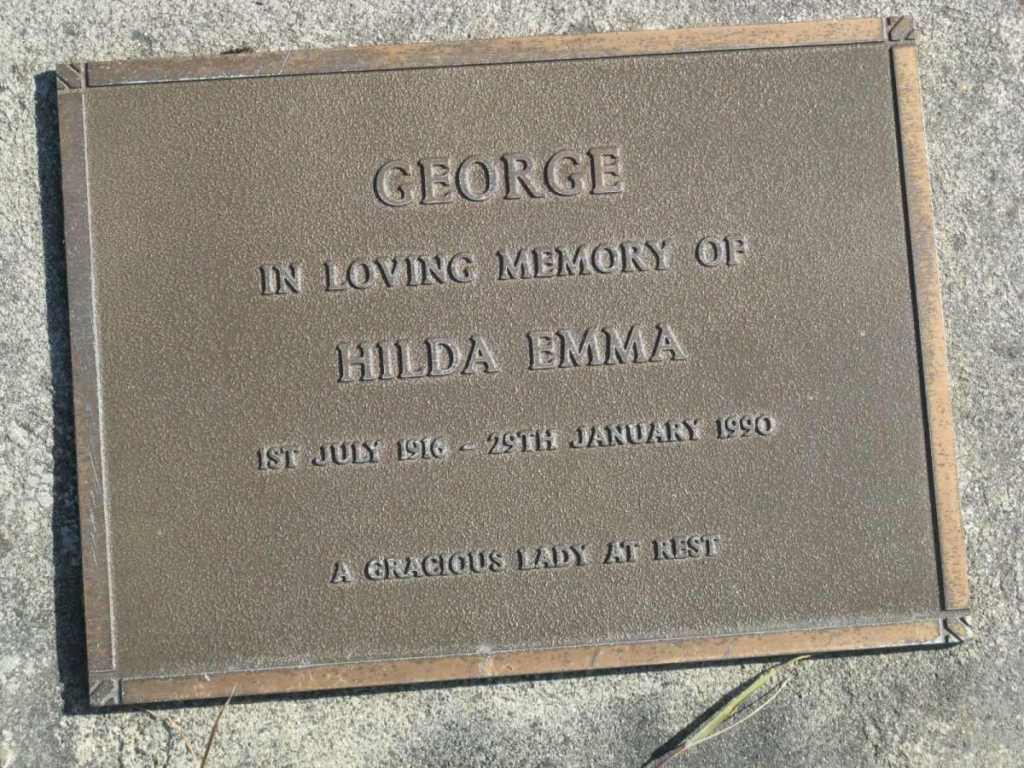 GEORGE
IN LOVING MEMORY OF
HILDA EMMA
1ST JULY 1916 - 29TH JANUARY 1990
A GRACIOUS LADY AT REST